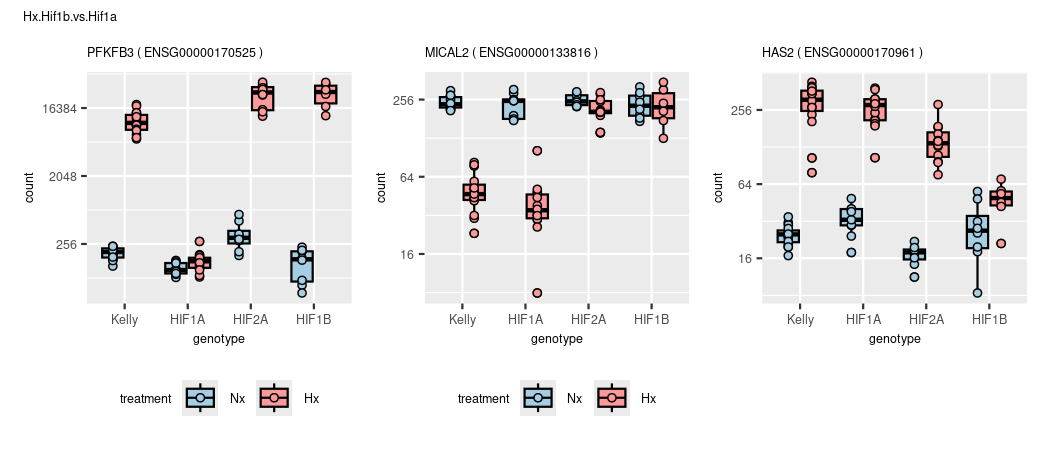 Hx.Hif1b.vs.Hif1a
PFKFB3 ( ENSG00000170525 )
count
16384
2048
256
Kelly HIF1A HIF2A HIF1B
genotype
treatment Nx Hx
MICAL2 ( ENSG00000133816 )
count
256
64
16
Kelly HIF1A HIF2A HIF1B
genotype
treatment Nx Hx
HAS2 ( ENSG00000170961 )
count
256
64
16
Kelly HIF1A HIF2A HIF1B
genotype